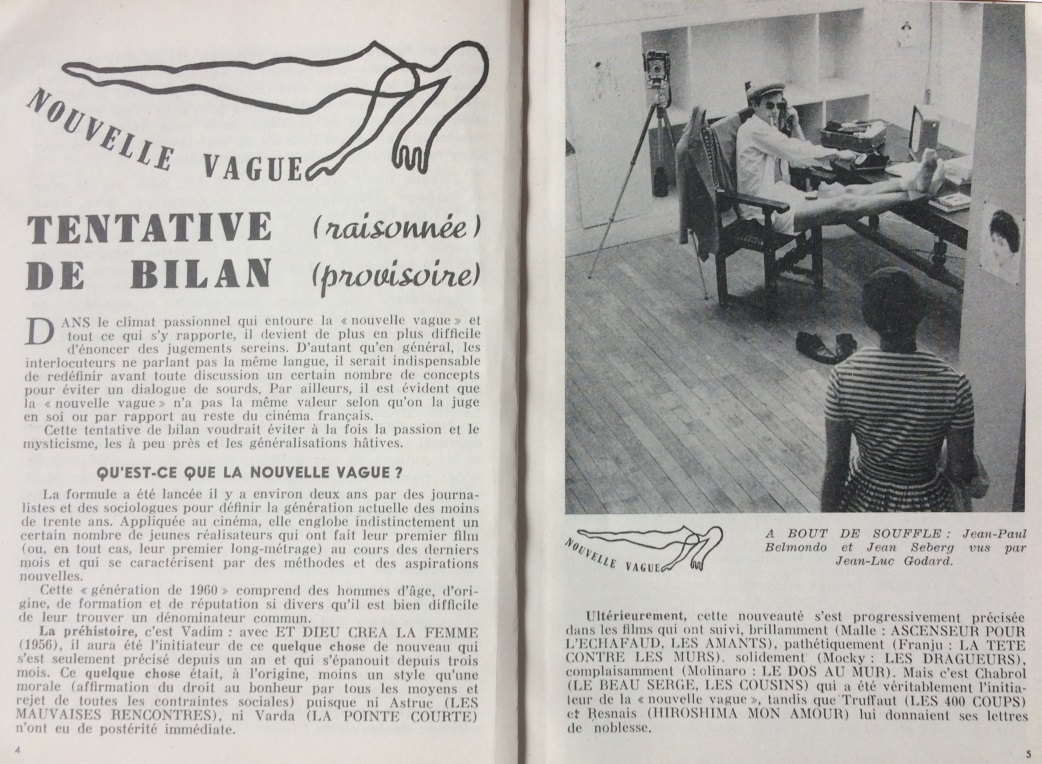 NOUVELLE VAGUE
TENTATIVE (raisonnée)
DE BILAN (provisoire)
DANS le climat passionnel qui entoure la « nouvelle vague » et
tout ce qui s'y rapporte, il devient de plus en plus difficile
d'énoncer des jugements sereins. D'autant qu'en général, les
interlocuteurs ne parlant pas la même langue, il serait indispensable
de redéfinir avant toute discussion un certain nombre de concepts
pour éviter un dialogue de sourds. Par ailleurs, il est évident que
la « nouvelle vague » n'a pas la même valeur selon qu'on la juge
en soi ou par rapport au reste du cinéma français.
Cette tentative de bilan voudrait éviter à la fois la passion et le
mysticisme, les à peu près et les généralisations hâtives.
QU'EST-CE QUE LA NOUVELLE VAGUE ?
La formule a été lancée il y a environ deux ans par des journa-
listes et des sociologues pour définir la génération actuelle des moins
de trente ans. Appliquée au cinéma, elle englobe indistinctement un
certain nombre de jeunes réalisateurs qui ont fait leur premier film
(ou, en tout cas, leur premier long-métrage) au cours des derniers
mois et qui se caractérisent par des méthodes et des aspirations
nouvelles.
Cette « génération de 1960 » comprend des hommes d'âge, d'ori-
gine, de formation et de réputation si divers qu'il est bien difficile
de leur trouver un dénominateur commun.
La préhistoire, c'est Vadim : avec ET DIEU CREA LA FEMME
(1956), il aura été l'initiateur de ce quelque chose de nouveau qui
s'est seulement précisé depuis un an et qui s'épanouit depuis trois
mois. Ce quelque chose était, à l'origine, moins un style qu'une
morale (affirmation du droit au bonheur par tous les moyens et
rejet de toutes les contraintes sociales) puisque ni Astruc (LES
MAUVAISES RENCONTRES), ni Varda (LA POINTE COURTE)
n'ont eu de postérité immédiate.
4
NOUVELLE VAGUE
A BOUT DE SOUFFLE : Jean-Paul
Belmondo et Jean Seberg vus par
Jean-Luc Godard.
Ultérieurement, cette nouveauté s'est progressivement précisée
dans les films qui ont suivi, brillamment (Malle : ASCENSEUR POUR
L'ECHAFAUD, LES AMANTS), pathétiquement (Franju : LA TETE
CONTRE LES MURS), solidement (Mocky : LES DRAGUEURS),
complaisamment (Molinaro : LE DOS AU MUR). Mais c'est Chabrol
(LE BEAU SERGE, LES COUSINS) qui a été véritablement l'initia-
teur de la « nouvelle vague », tandis que Truffaut (LES 400 COUPS)
et Resnais (HIROSHIMA MON AMOUR) lui donnaient ses lettres
de noblesse.
5